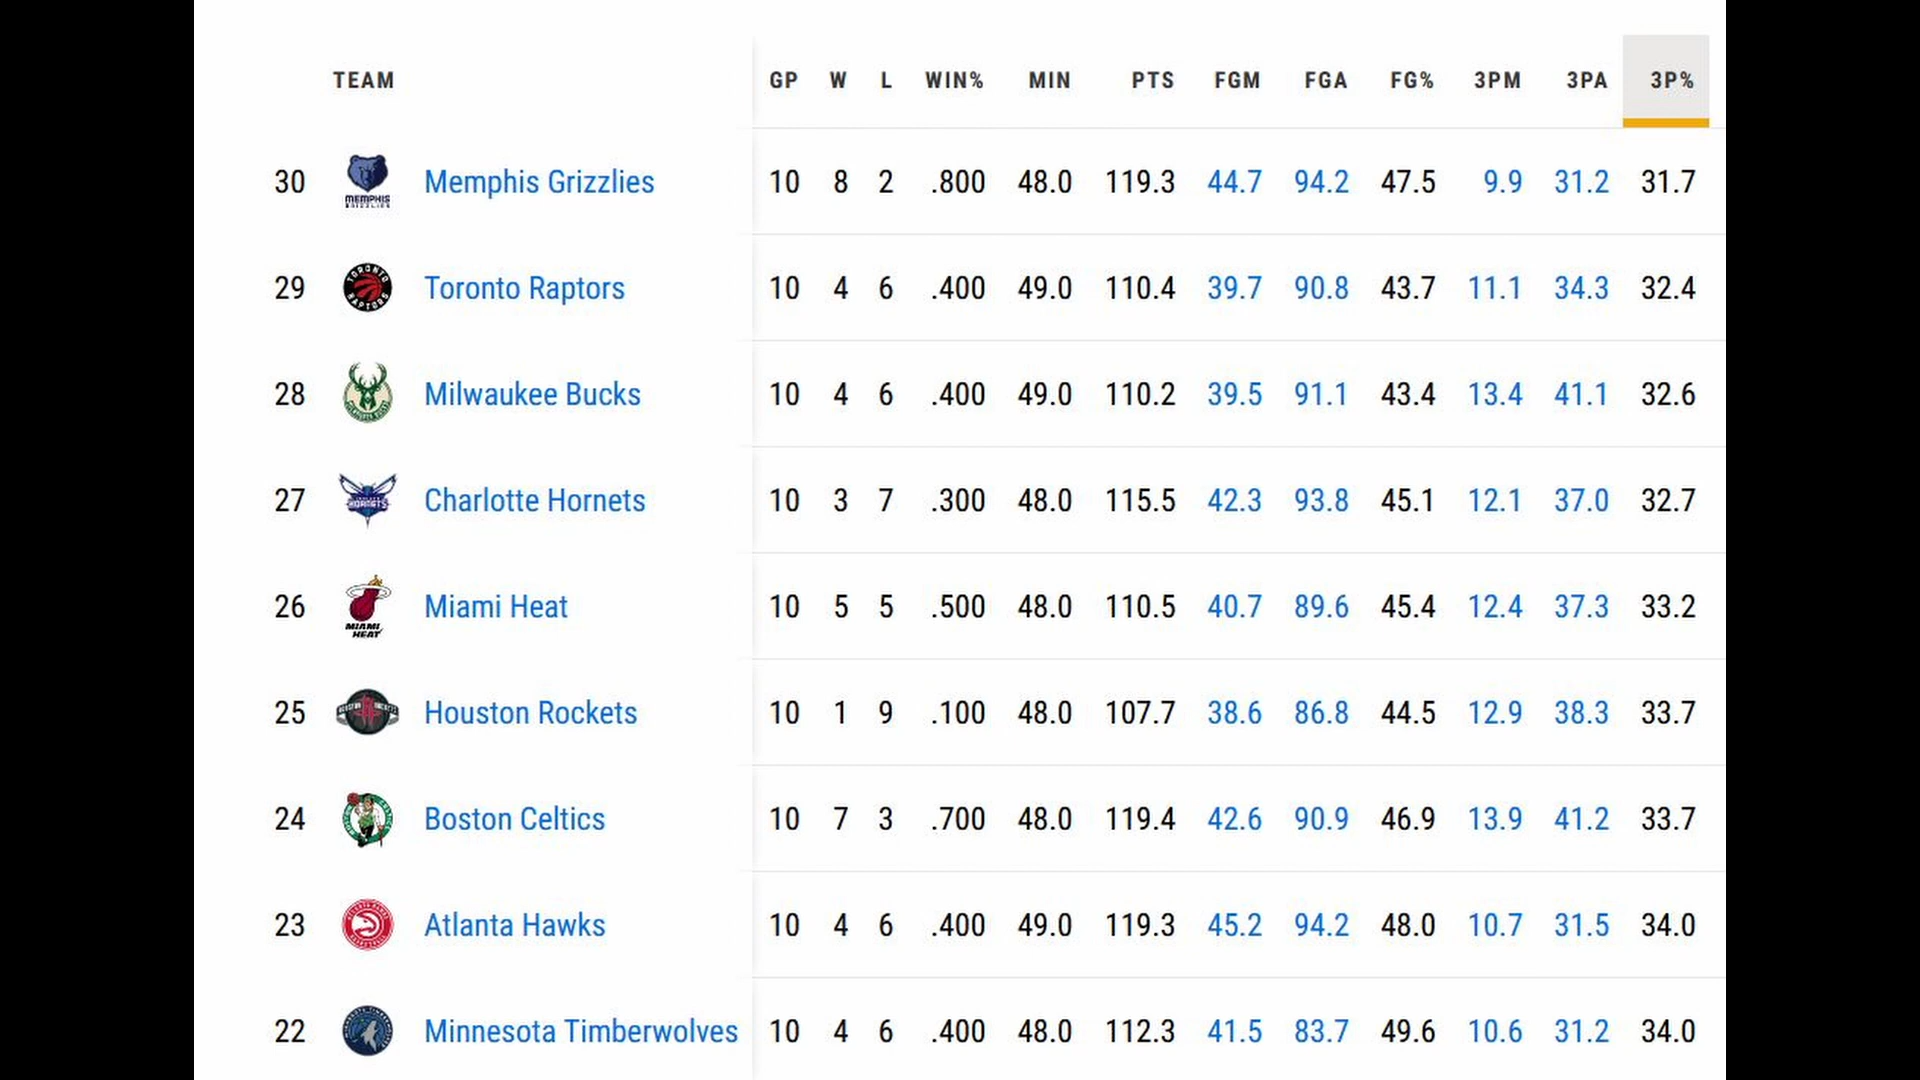 TEAM GP W L WIN% MIN PTS FGM FGA FG% 3PM 3PA 3P%
30 MEMPHIS GRIZZLIES Memphis Grizzlies 10 8 2 .800 48.0 119.3 44.7 94.2 47.5 9.9 31.2 31.7
29 TORONTO RAPTORS Toronto Raptors 10 4 6 .400 49.0 110.4 39.7 90.8 43.7 11.1 34.3 32.4
28 Milwaukee Bucks 10 4 6 .400 49.0 110.2 39.5 91.1 43.4 13.4 41.1 32.6
27 HORNETS Charlotte Hornets 10 3 7 .300 48.0 115.5 42.3 93.8 45.1 12.1 37.0 32.7
26 MIAMI HEAT Miami Heat 10 5 5 .500 48.0 110.5 40.7 89.6 45.4 12.4 37.3 33.2
25 Houston Rockets 10 1 9 .100 48.0 107.7 38.6 86.8 44.5 12.9 38.3 33.7
24 Boston Celtics 10 7 3 .700 48.0 119.4 42.6 90.9 46.9 13.9 41.2 33.7
23 Atlanta Hawks 10 4 6 .400 49.0 119.3 45.2 94.2 48.0 10.7 31.5 34.0
22 Minnesota Timberwolves 10 4 6 .400 48.0 112.3 41.5 83.7 49.6 10.6 31.2 34.0